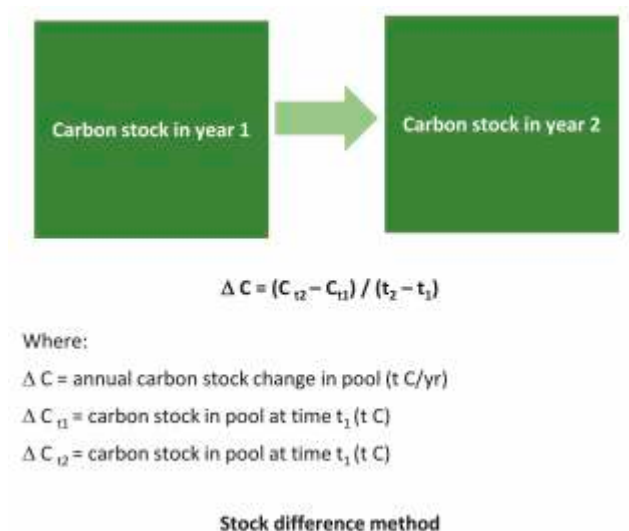 Carbon stock in year 1
Carbon stock in year 2
Δ C = (C t2 – C t1) / (t2 – t1)
Where:
Δ C = annual carbon stock change in pool (t C/yr)
Δ C t1 = carbon stock in pool at time t1 (t C)
Δ C t2 = carbon stock in pool at time t1 (t C)
Stock difference method